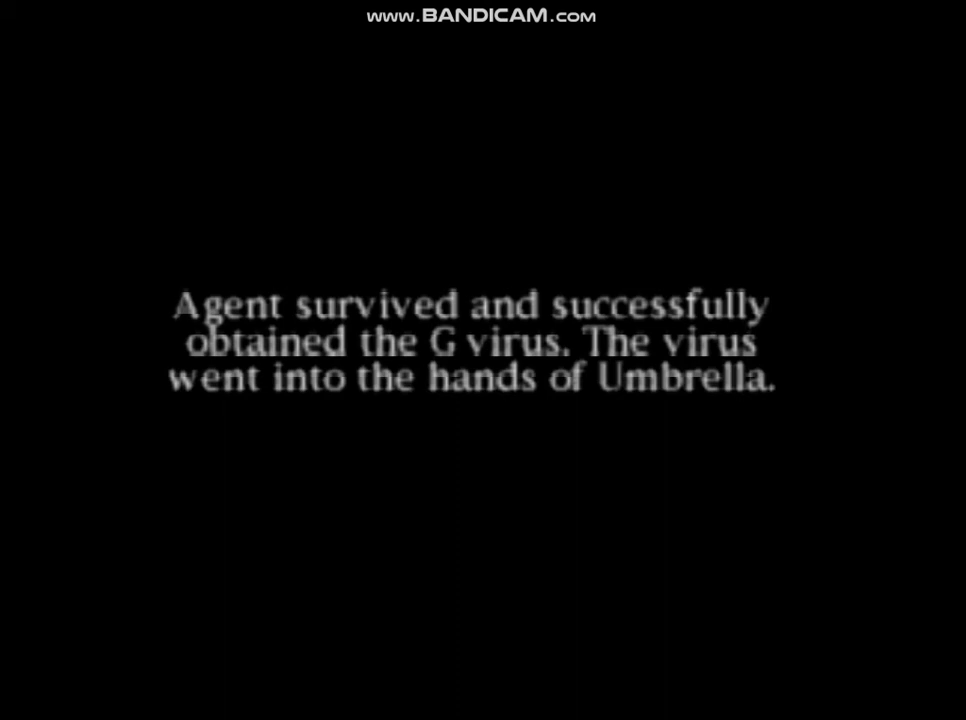 www.BANDICAM.com
Agent survived and successfully
obtained the G virus. The virus
went into the hands of Umbrella.